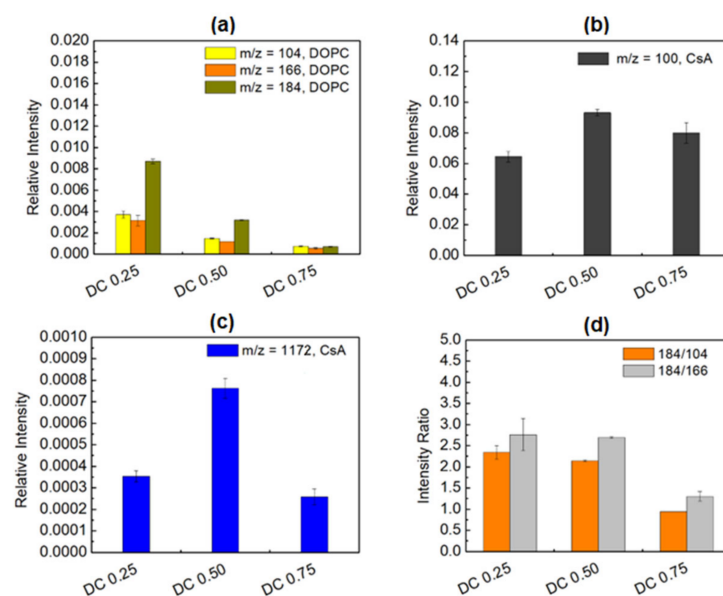 (a)
0.020
0.018
0.016
0.014
0.012
0.010
0.008
0.006
0.004
0.002
0.000
Relative Intensity
m/z = 104, DOPC
m/z = 166, DOPC
m/z = 184, DOPC
DC 0.25
DC 0.50
DC 0.75
(b)
0.14
0.12
0.10
0.08
0.06
0.04
0.02
0.00
Relative Intensity
m/z = 100, CsA
DC 0.25
DC 0.50
DC 0.75
(c)
0.0010
0.0009
0.0008
0.0007
0.0006
0.0005
0.0004
0.0003
0.0002
0.0001
0.0000
Relative Intensity
m/z = 1172, CsA
DC 0.25
DC 0.50
DC 0.75
(d)
5.0
4.5
4.0
3.5
3.0
2.5
2.0
1.5
1.0
0.5
0.0
Intensity Ratio
184/104
184/166
DC 0.25
DC 0.50
DC 0.75